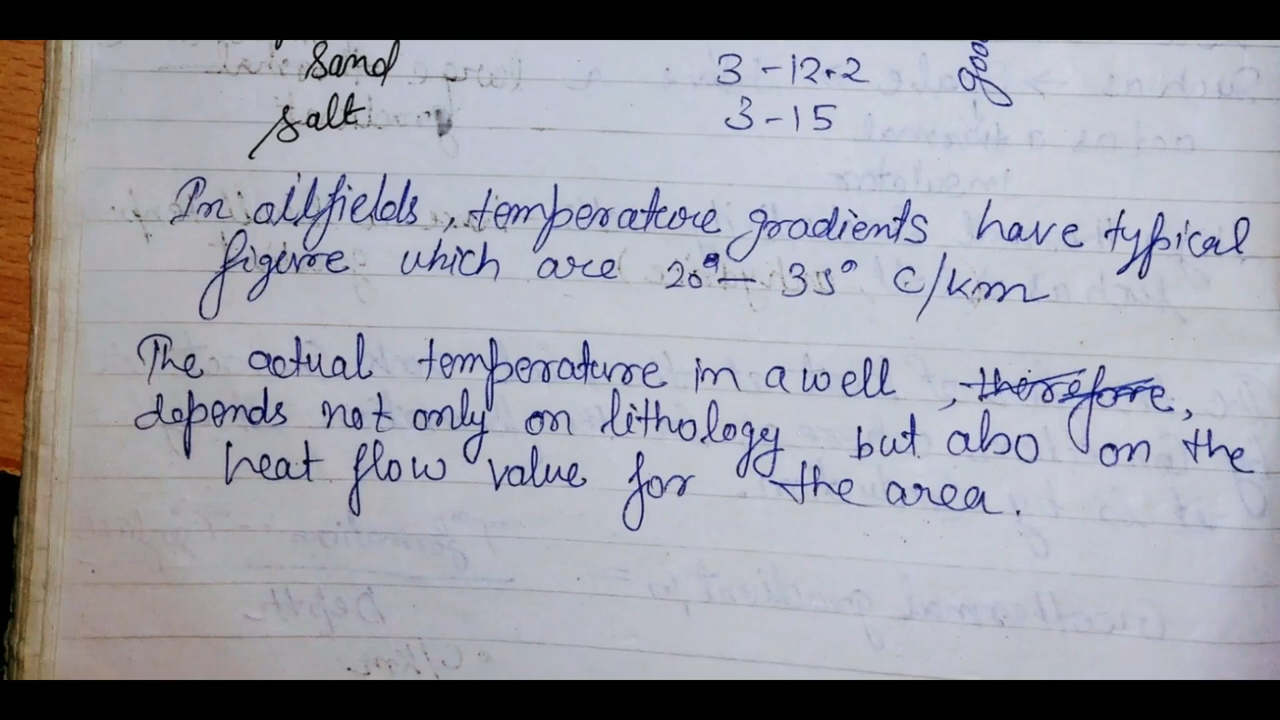 sand 3-12.2
salt 3-15
In oilfields, temperature gradients have typical
figure which are 20° - 35° C/km
The actual temperature in a well, ~~therefore~~,
depends not only on lithology but also on the
heat flow value for the area.